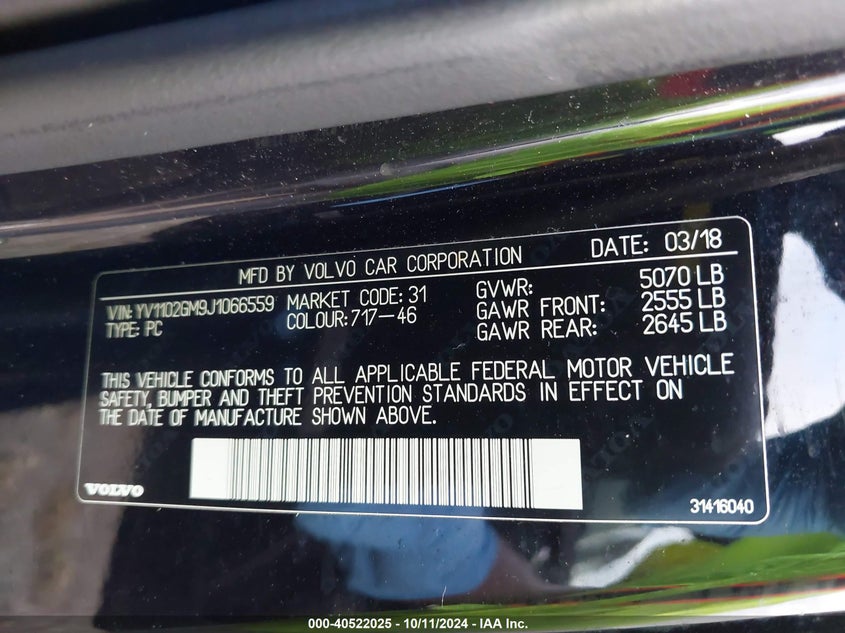 MFD BY VOLVO CAR CORPORATION DATE: 03/18
VIN: YV1102GM9J1066559 MARKET CODE: 31 GVWR: 5070 LB
TYPE: PC COLOUR: 717-46 GAWR FRONT: 2555 LB
GAWR REAR: 2645 LB
THIS VEHICLE CONFORMS TO ALL APPLICABLE FEDERAL MOTOR VEHICLE
SAFETY, BUMPER AND THEFT PREVENTION STANDARDS IN EFFECT ON
THE DATE OF MANUFACTURE SHOWN ABOVE.
VOLVO 31416040
000-40522025 - 10/11/2024 - IAA Inc.